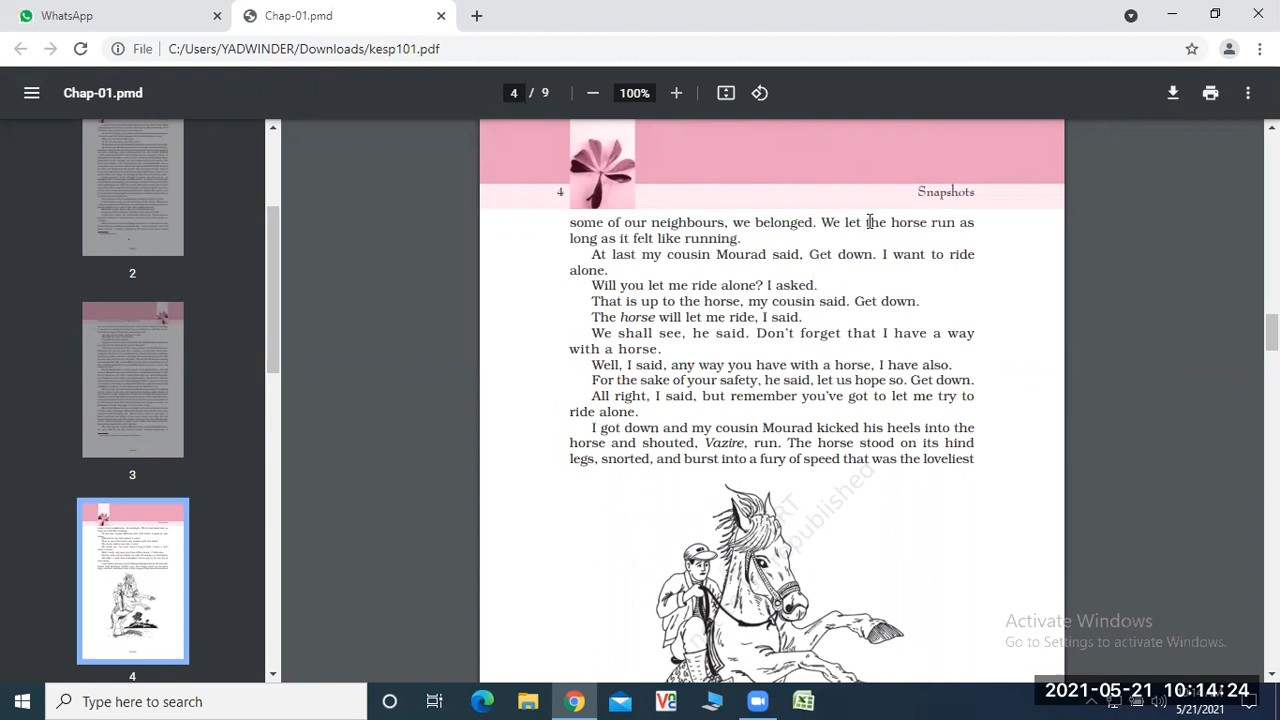 WhatsApp
Chap-01.pmd
File
C:/Users/YADWINDER/Downloads/kesp101.pdf
Chap-01.pmd
4 / 9
100%
2
3
4
4
Snapshots
some of our neighbours, we belonged. We let the horse run as
long as it felt like running.
At last my cousin Mourad said, Get down. I want to ride
alone.
Will you let me ride alone? I asked.
That is up to the horse, my cousin said. Get down.
The horse will let me ride, I said.
We shall see, he said. Don't forget that I have a way
with a horse.
Well, I said, any way you have with a horse, I have also.
For the sake of your safety, he said, let us hope so. Get down.
All right, I said, but remember you've got to let me try to
ride alone.
I got down and my cousin Mourad kicked his heels into the
horse and shouted, Vazire, run. The horse stood on its hind
legs, snorted, and burst into a fury of speed that was the loveliest
Activate Windows
Go to Settings to activate Windows.
Type here to search
2021-05-21 10:14:24
5/21/2021